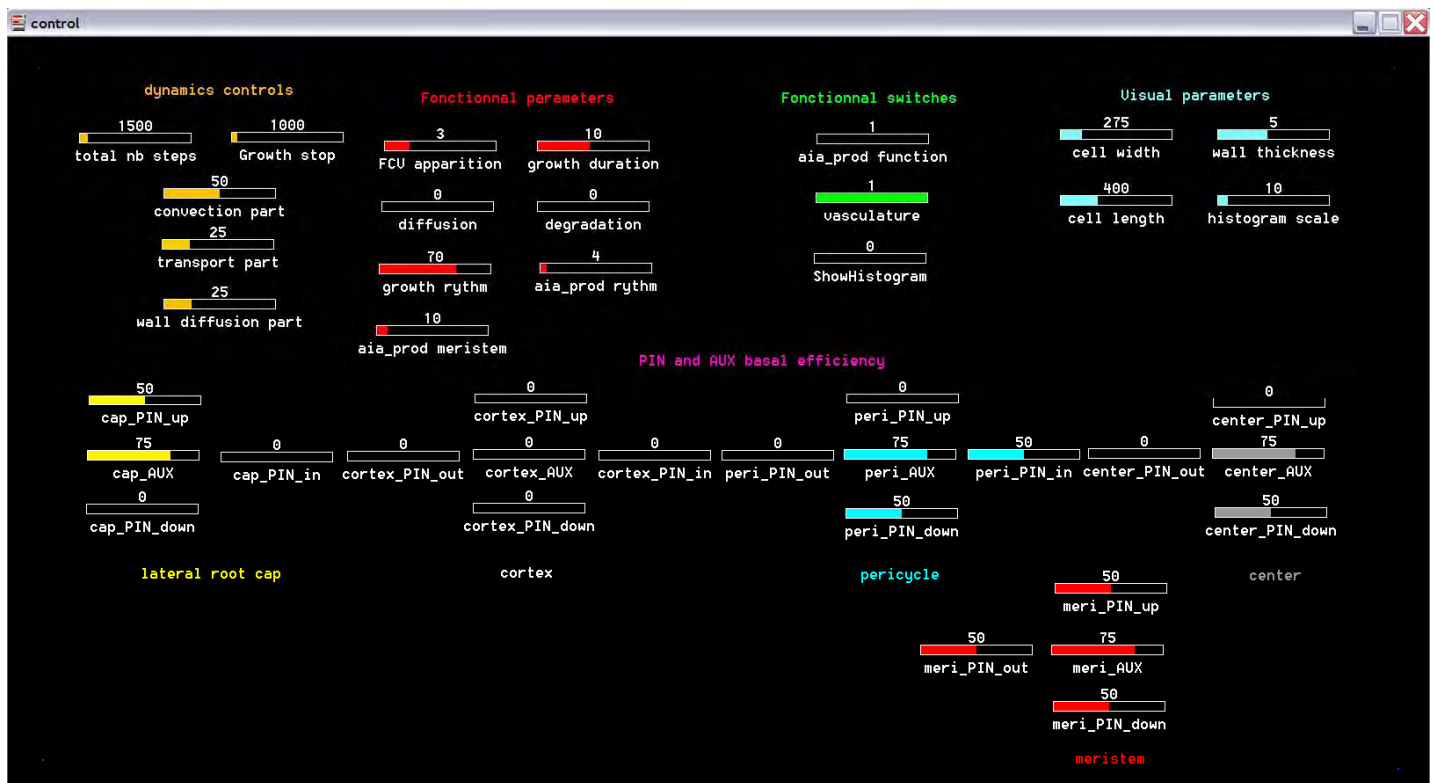 control
dynamics controls
Fonctionnal parameters
Fonctionnal switches
Visual parameters
1500
total nb steps
1000
Growth stop
3
FCV apparition
10
growth duration
1
aia_prod function
275
cell width
5
wall thickness
50
convection part
0
diffusion
0
degradation
1
vasculature
400
cell length
10
histogram scale
25
transport part
70
growth rythm
4
aia_prod rythm
0
ShowHistogram
25
wall diffusion part
10
aia_prod meristem
PIN and AUX basal efficiency
50
cap_PIN_up
0
cortex_PIN_up
0
peri_PIN_up
0
center_PIN_up
75
cap_AUX
0
cap_PIN_in
0
cortex_PIN_out
0
cortex_AUX
0
cortex_PIN_in
0
peri_PIN_out
75
peri_AUX
50
peri_PIN_in
0
center_PIN_out
75
center_AUX
0
cap_PIN_down
0
cortex_PIN_down
50
peri_PIN_down
50
center_PIN_down
lateral root cap
cortex
pericycle
center
50
meri_PIN_up
50
meri_PIN_out
75
meri_AUX
50
meri_PIN_down
meristem